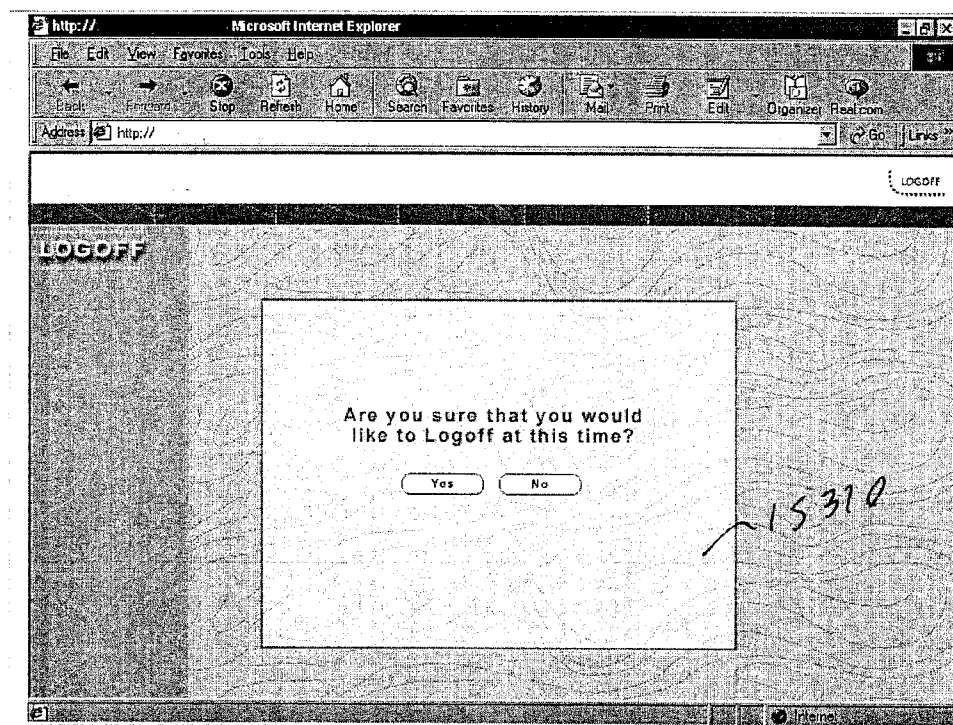 http:// Microsoft Internet Explorer
File Edit View Favorites Tools Help
Back Forward Stop Refresh Home Search Favorites History Mail Print Edit Organizer Real.com
Address http:// Go Links »
LOGOFF
LOGOFF
Are you sure that you would
like to Logoff at this time?
Yes No
15310
Internet